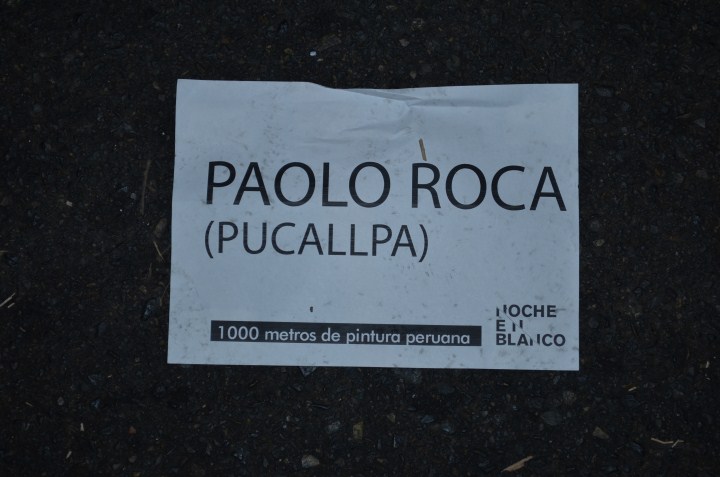 PAOLO ROCA
(PUCALLPA)
1000 metros de pintura peruana
NOCHE
EN
BLANCO